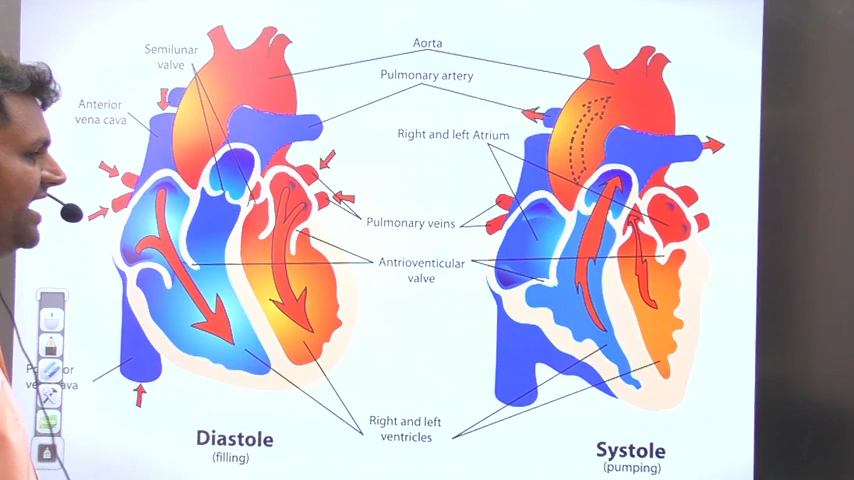 Semilunar
valve
Aorta
Pulmonary artery
Anterior
vena cava
Right and left Atrium
Pulmonary veins
Antrioventicular
valve
Right and left
ventricles
Diastole
(filling)
Systole
(pumping)